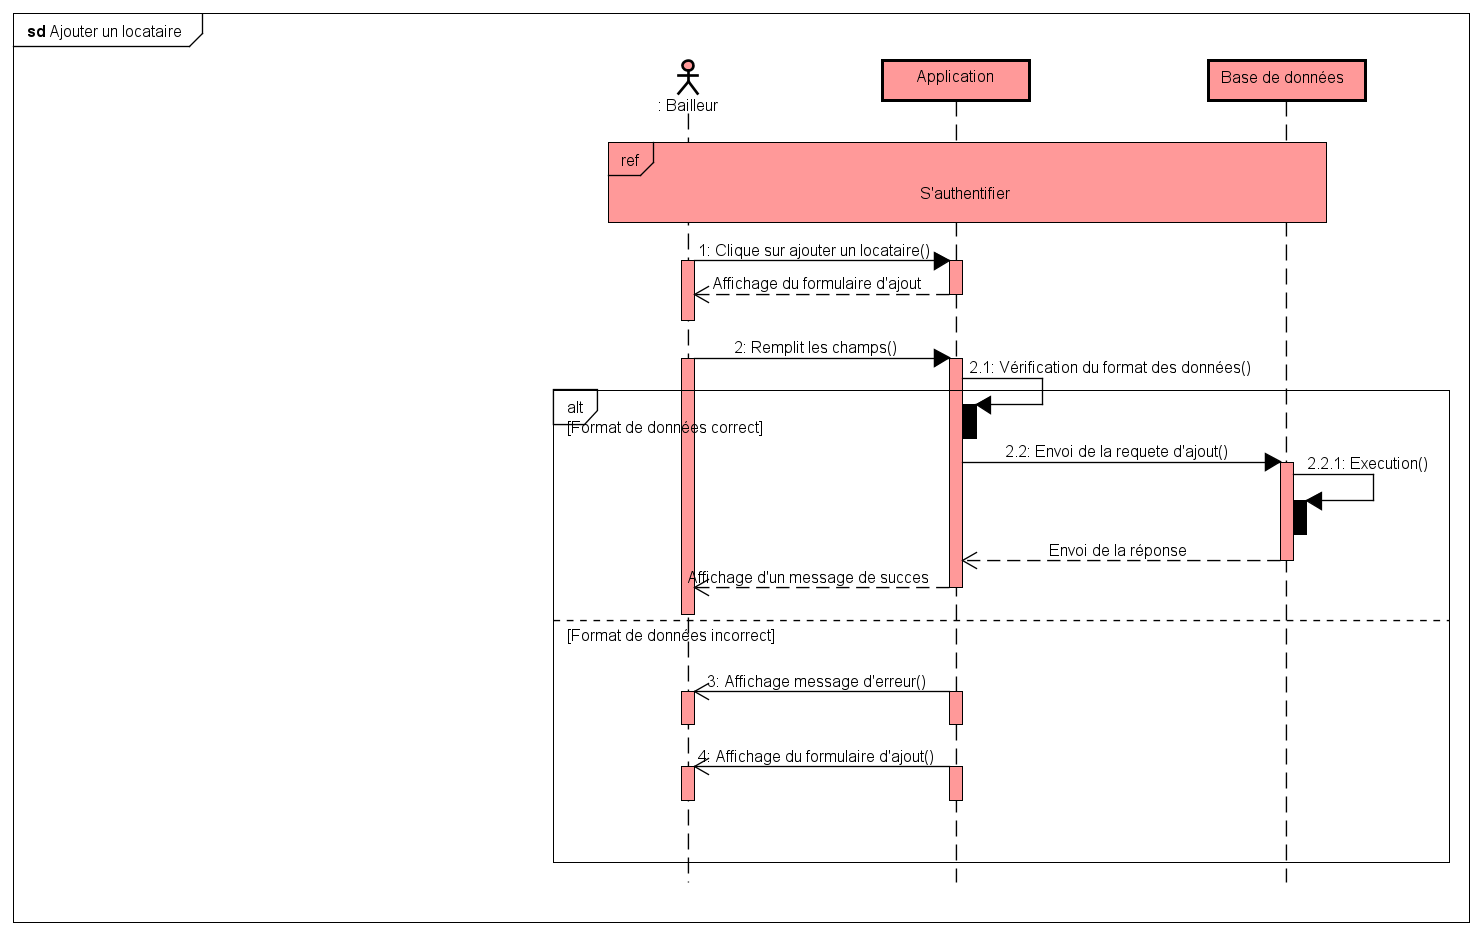 sd Ajouter un locataire
: Bailleur
Application
Base de données
ref
S'authentifier
1: Clique sur ajouter un locataire()
Affichage du formulaire d'ajout
2: Remplit les champs()
2.1: Vérification du format des données()
alt
[Format de données correct]
2.2: Envoi de la requete d'ajout()
2.2.1: Execution()
Envoi de la réponse
Affichage d'un message de succes
[Format de données incorrect]
3: Affichage message d'erreur()
4: Affichage du formulaire d'ajout()